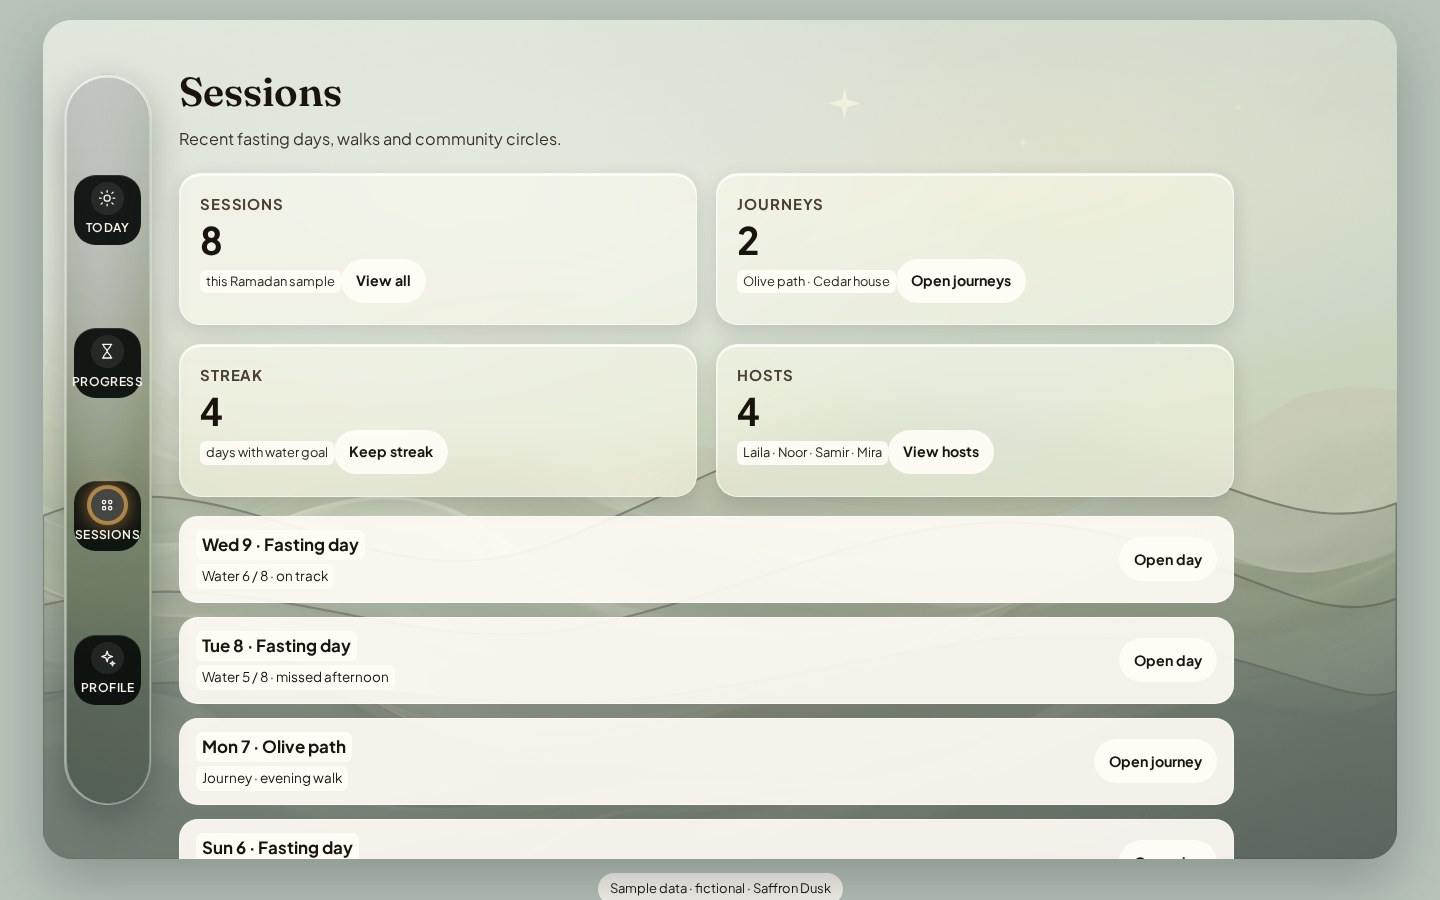 Sessions
Recent fasting days, walks and community circles.
TODAY
PROGRESS
SESSIONS
PROFILE
SESSIONS
8
this Ramadan sample
View all
JOURNEYS
2
Olive path · Cedar house
Open journeys
STREAK
4
days with water goal
Keep streak
HOSTS
4
Laila · Noor · Samir · Mira
View hosts
Wed 9 · Fasting day
Water 6 / 8 · on track
Open day
Tue 8 · Fasting day
Water 5 / 8 · missed afternoon
Open day
Mon 7 · Olive path
Journey · evening walk
Open journey
Sun 6 · Fasting day
Sample data · fictional · Saffron Dusk